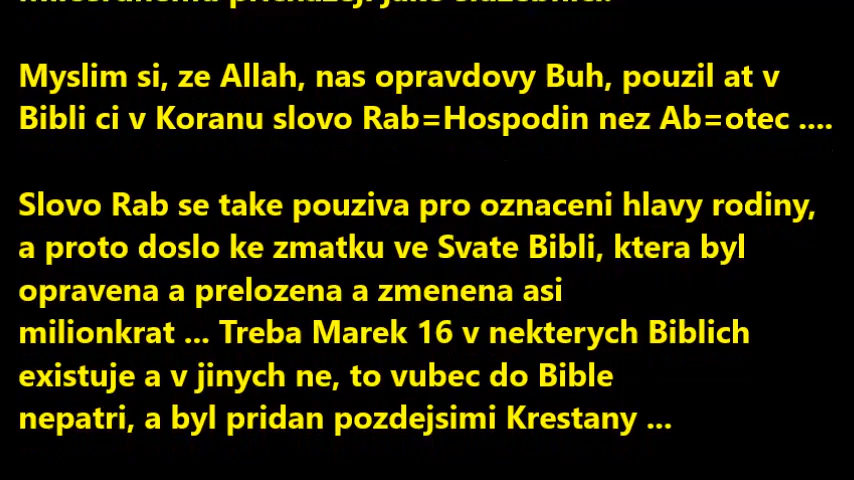 Myslim si, ze Allah, nas opravdovy Buh, pouzil at v
Bibli ci v Koranu slovo Rab=Hospodin nez Ab=otec ....
Slovo Rab se take pouziva pro oznaceni hlavy rodiny,
a proto doslo ke zmatku ve Svate Bibli, ktera byl
opravena a prelozena a zmenena asi
milionkrat ... Treba Marek 16 v nekterych Biblich
existuje a v jinych ne, to vubec do Bible
nepatri, a byl pridan pozdejsimi Krestany ...